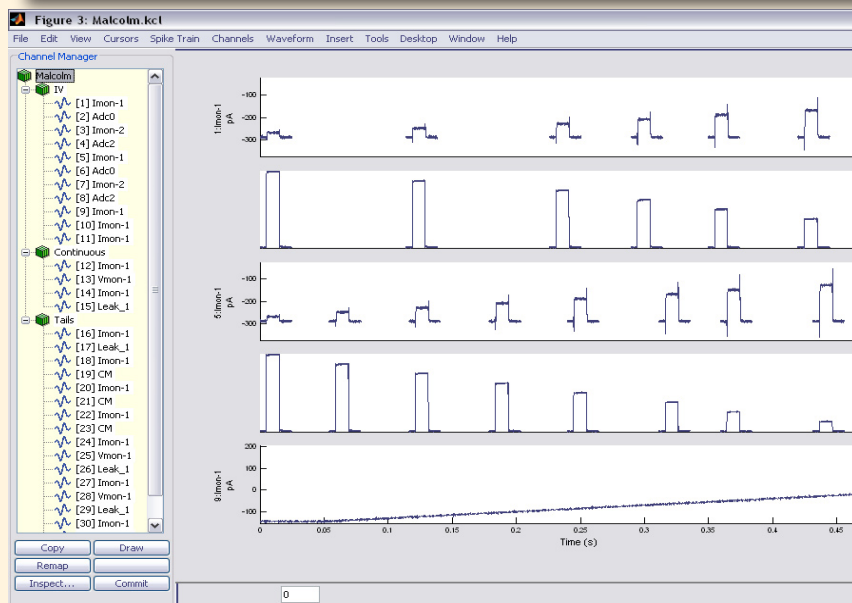 Figure 3: Malcolm.kcl
File Edit View Cursors Spike Train Channels Waveform Insert Tools Desktop Window Help
Channel Manager
Malcolm
IV
[1] Imon-1
[2] Adc0
[3] Imon-2
[4] Adc2
[5] Imon-1
[6] Adc0
[7] Imon-2
[8] Adc2
[9] Imon-1
[10] Imon-1
[11] Imon-1
Continuous
[12] Imon-1
[13] Vmon-1
[14] Imon-1
[15] Leak_1
Tails
[16] Imon-1
[17] Leak_1
[18] Imon-1
[19] CM
[20] Imon-1
[21] CM
[22] Imon-1
[23] CM
[24] Imon-1
[25] Vmon-1
[26] Leak_1
[27] Imon-1
[28] Vmon-1
[29] Leak_1
[30] Imon-1
Copy Draw
Remap
Inspect... Commit
1:Imon-1
pA
-100
-200
-300
5:Imon-1
pA
-100
-200
-300
9:Imon-1
pA
200
100
0
-100
0 0.05 0.1 0.15 0.2 0.25 0.3 0.35 0.4 0.45
Time (s)
0